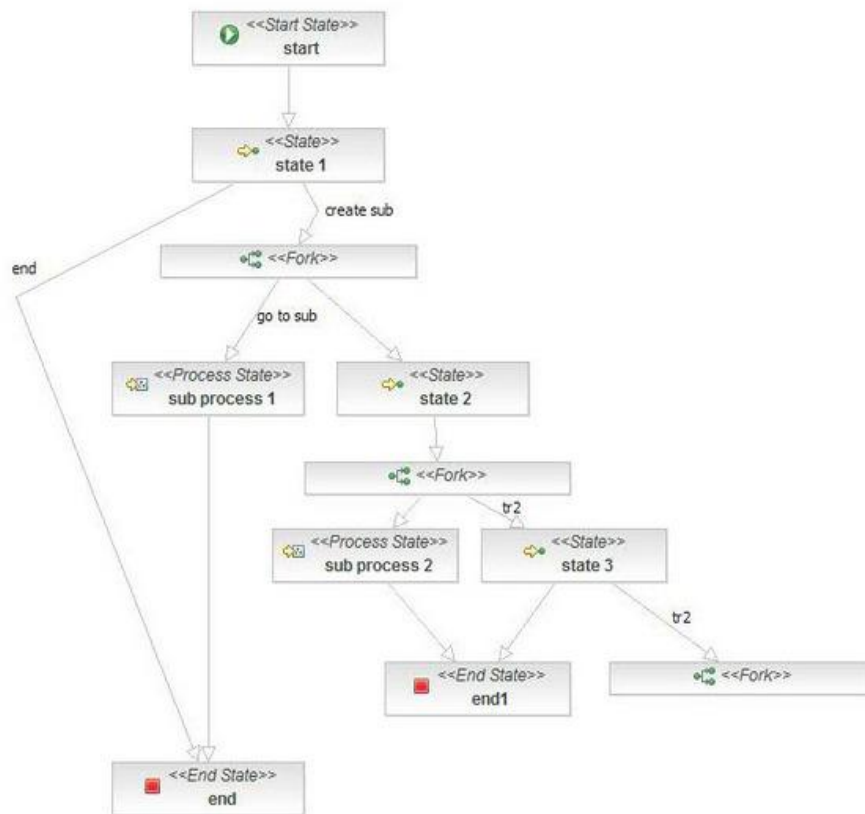 <<Start State>>
start
<<State>>
state 1
create sub
end
<<Fork>>
go to sub
<<Process State>>
sub process 1
<<State>>
state 2
<<Fork>>
tr2
<<Process State>>
sub process 2
<<State>>
state 3
tr2
<<End State>>
end1
<<Fork>>
<<End State>>
end